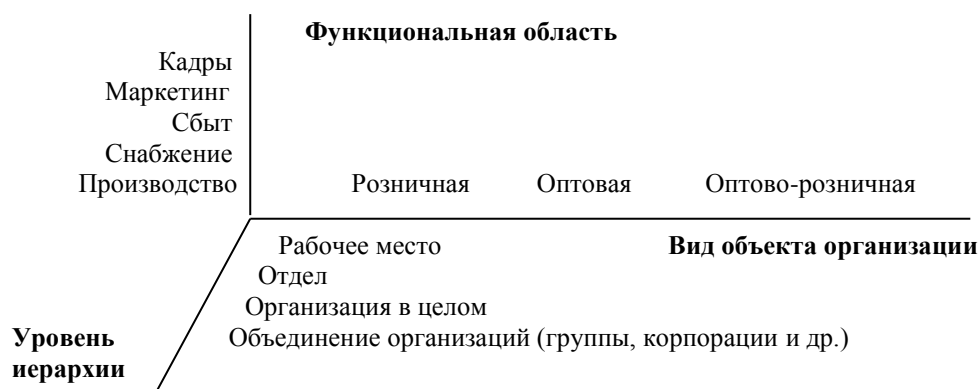 Функциональная область
Кадры
Маркетинг
Сбыт
Снабжение
Производство
Розничная Оптовая Оптово-розничная
Рабочее место
Вид объекта организации
Отдел
Организация в целом
Объединение организаций (группы, корпорации и др.)
Уровень
иерархии